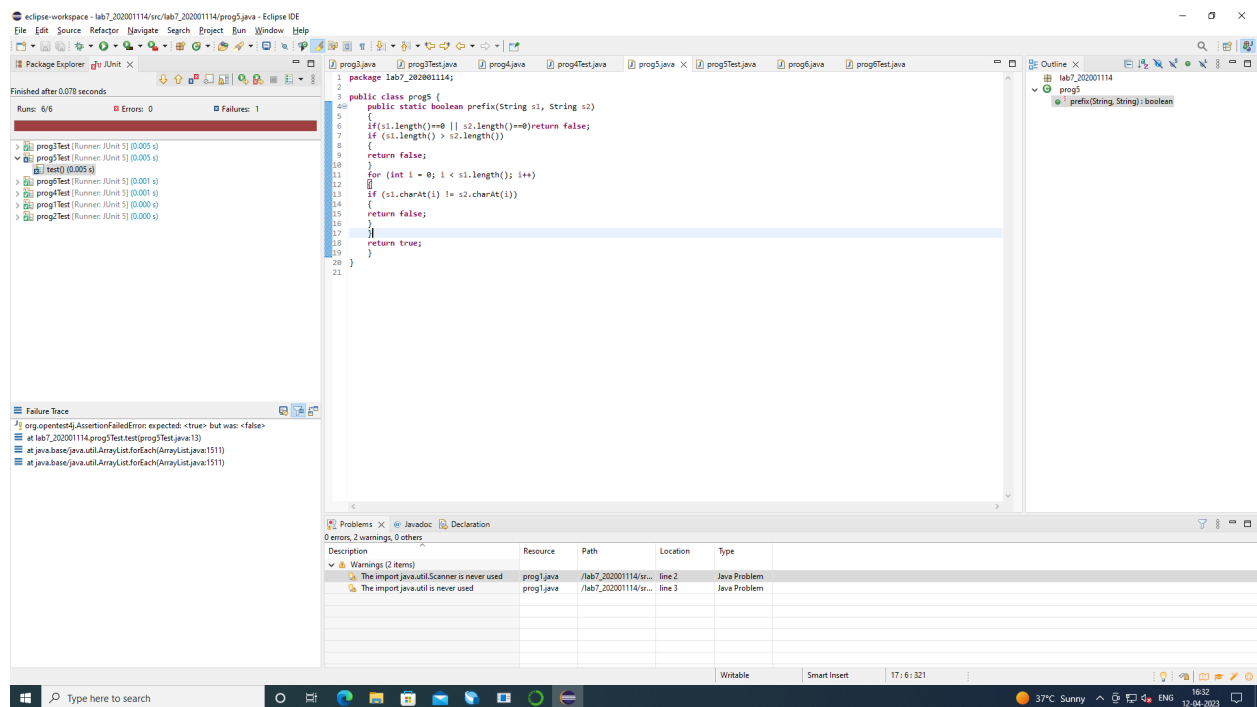 eclipse-workspace - lab7_202001114/src/lab7_202001114/prog5.java - Eclipse IDE
File Edit Source Refactor Navigate Search Project Run Window Help
Package Explorer JUnit
Finished after 0.078 seconds
Runs: 6/6 Errors: 0 Failures: 1
prog3Test [Runner: JUnit 5] (0.005 s)
prog5Test [Runner: JUnit 5] (0.005 s)
test() (0.005 s)
prog6Test [Runner: JUnit 5] (0.001 s)
prog4Test [Runner: JUnit 5] (0.001 s)
prog1Test [Runner: JUnit 5] (0.000 s)
prog2Test [Runner: JUnit 5] (0.000 s)
Failure Trace
org.opentest4j.AssertionFailedError: expected: <true> but was: <false>
at lab7_202001114.prog5Test.test(prog5Test.java:13)
at java.base/java.util.ArrayList.forEach(ArrayList.java:1511)
at java.base/java.util.ArrayList.forEach(ArrayList.java:1511)
prog3.java prog3Test.java prog4.java prog4Test.java prog5.java prog5Test.java prog6.java prog6Test.java
1 package lab7_202001114;
2
3 public class prog5 {
4 public static boolean prefix(String s1, String s2)
5 {
6 if(s1.length()==0 || s2.length()==0)return false;
7 if (s1.length() > s2.length())
8 {
9 return false;
10 }
11 for (int i = 0; i < s1.length(); i++)
12 {
13 if (s1.charAt(i) != s2.charAt(i))
14 {
15 return false;
16 }
17 }
18 return true;
19 }
20 }
21
Outline
lab7_202001114
prog5
prefix(String, String) : boolean
Problems Javadoc Declaration
0 errors, 2 warnings, 0 others
Description Resource Path Location Type
Warnings (2 items)
The import java.util.Scanner is never used prog1.java /lab7_202001114/sr... line 2 Java Problem
The import java.util is never used prog1.java /lab7_202001114/sr... line 3 Java Problem
Writable Smart Insert 17 : 6 : 321
Type here to search
37°C Sunny ENG 16:32
12-04-2023